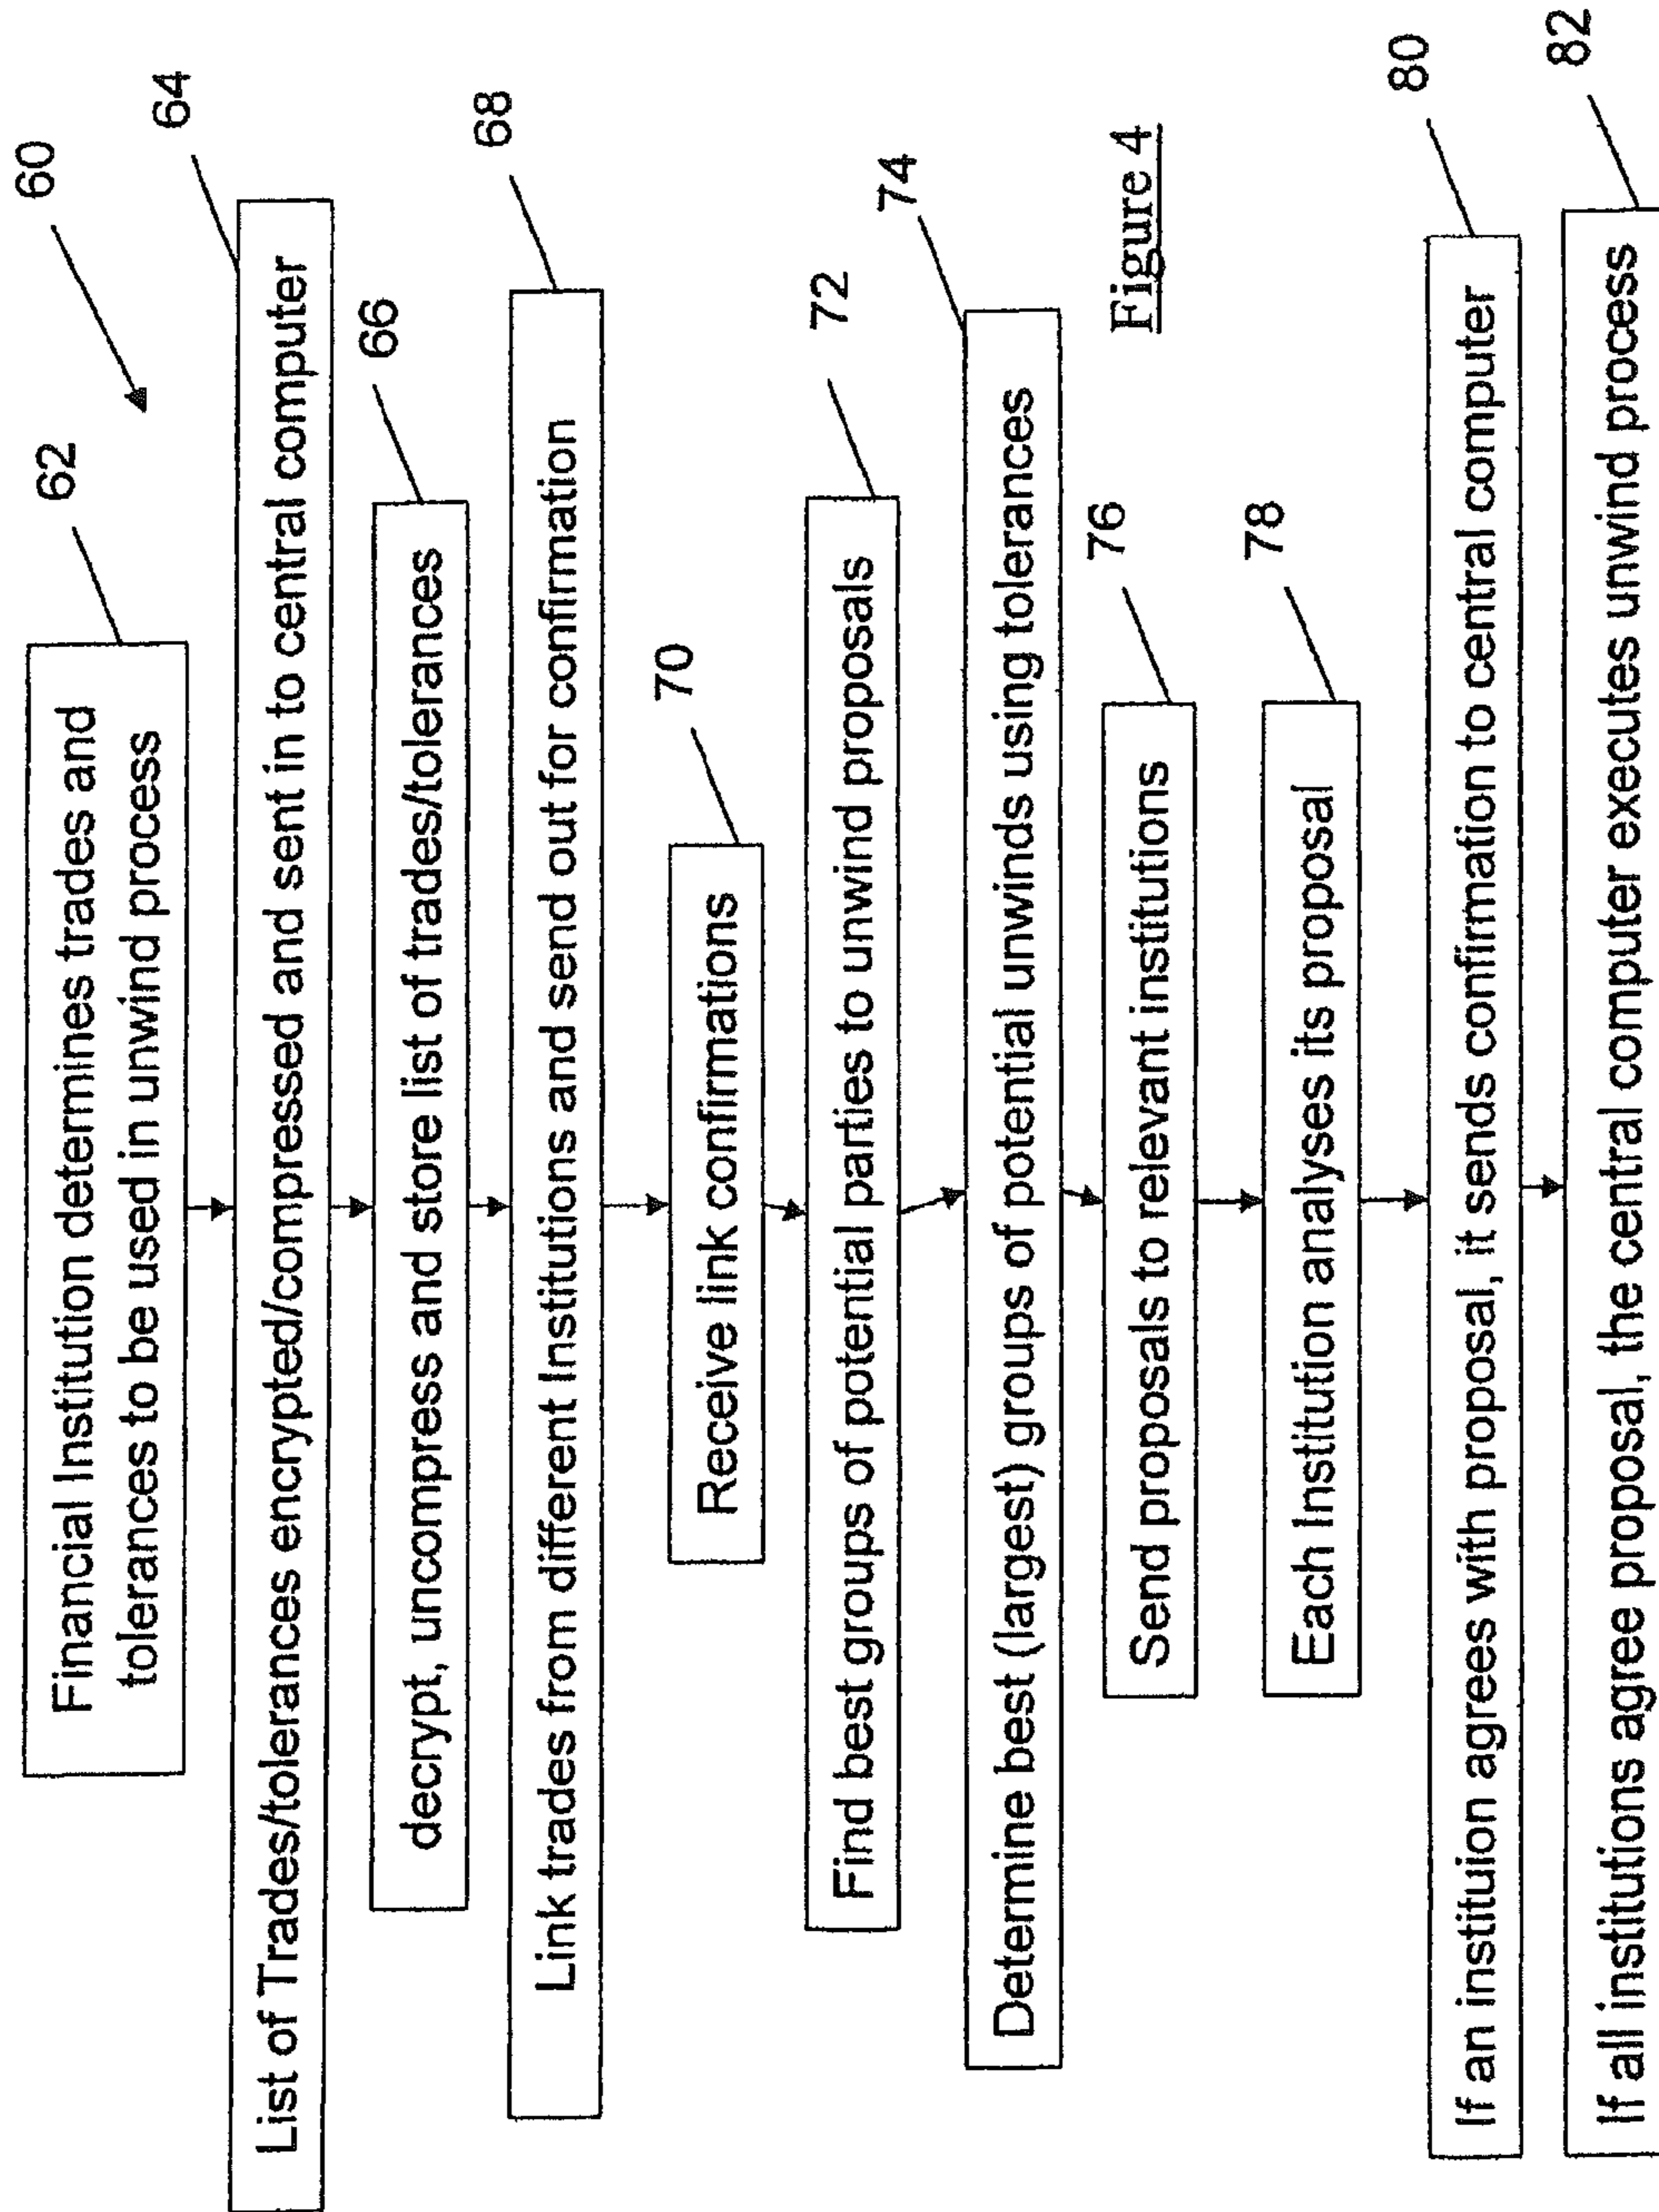 60
62
Financial Institution determines trades and
tolerances to be used in unwind process
64
List of Trades/tolerances encrypted/compressed and sent in to central computer
66
decrypt, uncompress and store list of trades/tolerances
68
Link trades from different Institutions and send out for confirmation
70
Receive link confirmations
72
Find best groups of potential parties to unwind proposals
74
Determine best (largest) groups of potential unwinds using tolerances
76
Send proposals to relevant institutions
Figure 4
78
Each Institution analyses its proposal
80
If an instituion agrees with proposal, it sends confirmation to central computer
82
If all institutions agree proposal, the central computer executes unwind process